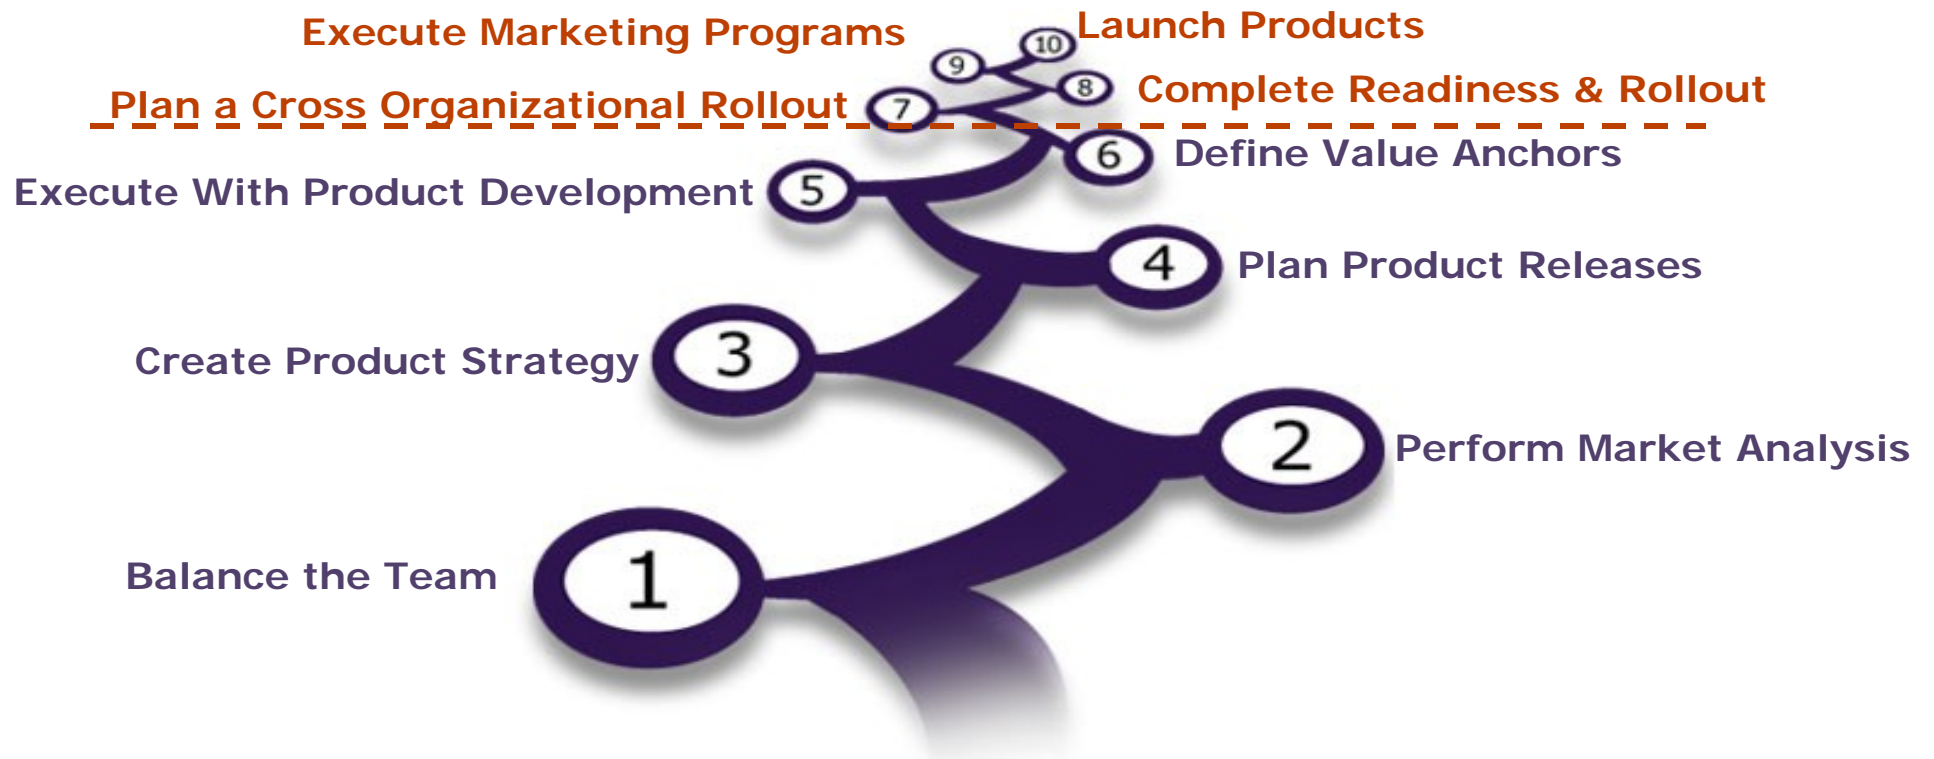 Execute Marketing Programs
9
10
Launch Products
Plan a Cross Organizational Rollout
7
8
Complete Readiness & Rollout
Execute With Product Development
5
6
Define Value Anchors
4
Plan Product Releases
Create Product Strategy
3
2
Perform Market Analysis
Balance the Team
1